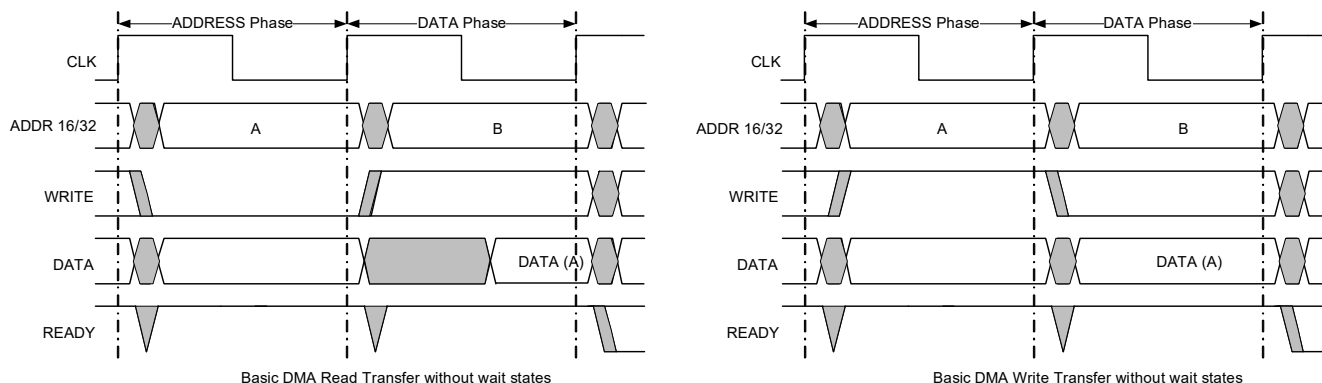 ADDRESS Phase DATA Phase
CLK
ADDR 16/32 A B
WRITE
DATA DATA (A)
READY
Basic DMA Read Transfer without wait states
ADDRESS Phase DATA Phase
CLK
ADDR 16/32 A B
WRITE
DATA DATA (A)
READY
Basic DMA Write Transfer without wait states